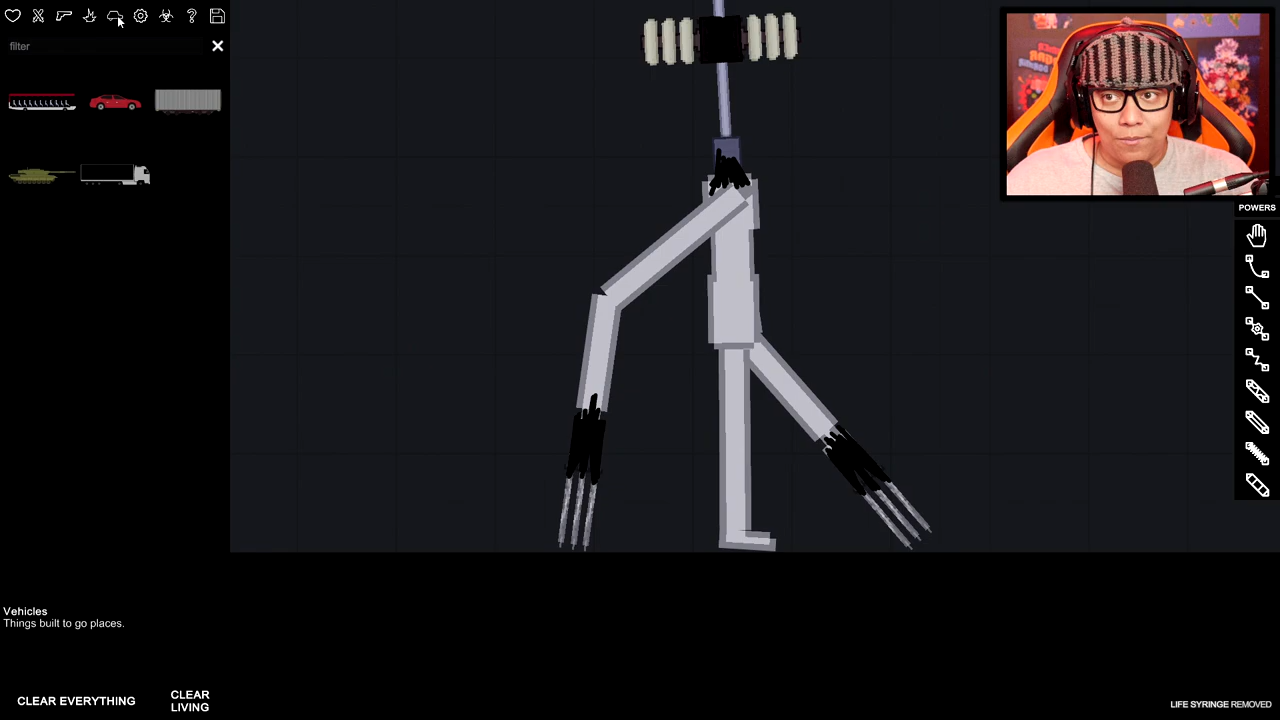 filter
POWERS
Vehicles
Things built to go places.
CLEAR EVERYTHING
CLEAR
LIVING
LIFE SYRINGE REMOVED